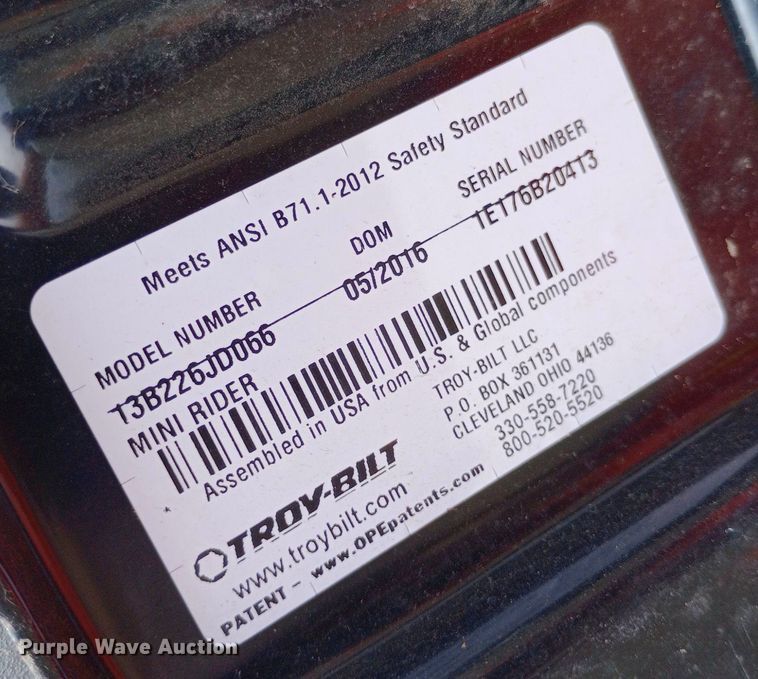 Meets ANSI B71.1-2012 Safety Standard
MODEL NUMBER DOM SERIAL NUMBER
13B226JD066 05/2016 1E176B20413
MINI RIDER
Assembled in USA from U.S. & Global components
TROY-BILT
www.troybilt.com
PATENT - www.OPEpatents.com
TROY-BILT LLC
P.O. BOX 361131
CLEVELAND OHIO 44136
330-558-7220
800-520-5520
Purple Wave Auction